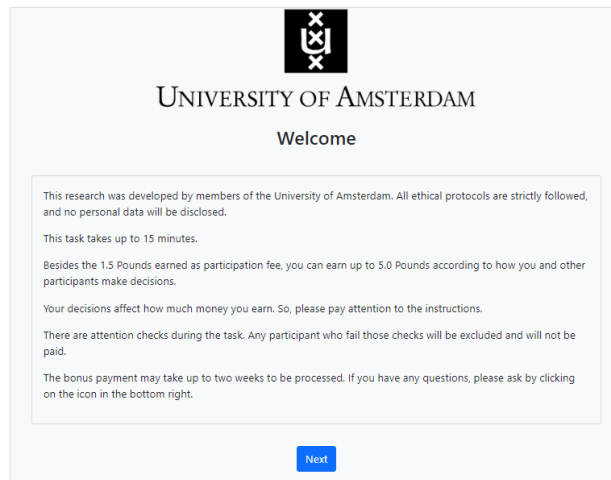 UNIVERSITY OF AMSTERDAM
Welcome
This research was developed by members of the University of Amsterdam. All ethical protocols are strictly followed,
and no personal data will be disclosed.
This task takes up to 15 minutes.
Besides the 1.5 Pounds earned as participation fee, you can earn up to 5.0 Pounds according to how you and other
participants make decisions.
Your decisions affect how much money you earn. So, please pay attention to the instructions.
There are attention checks during the task. Any participant who fail those checks will be excluded and will not be
paid.
The bonus payment may take up to two weeks to be processed. If you have any questions, please ask by clicking
on the icon in the bottom right.
Next